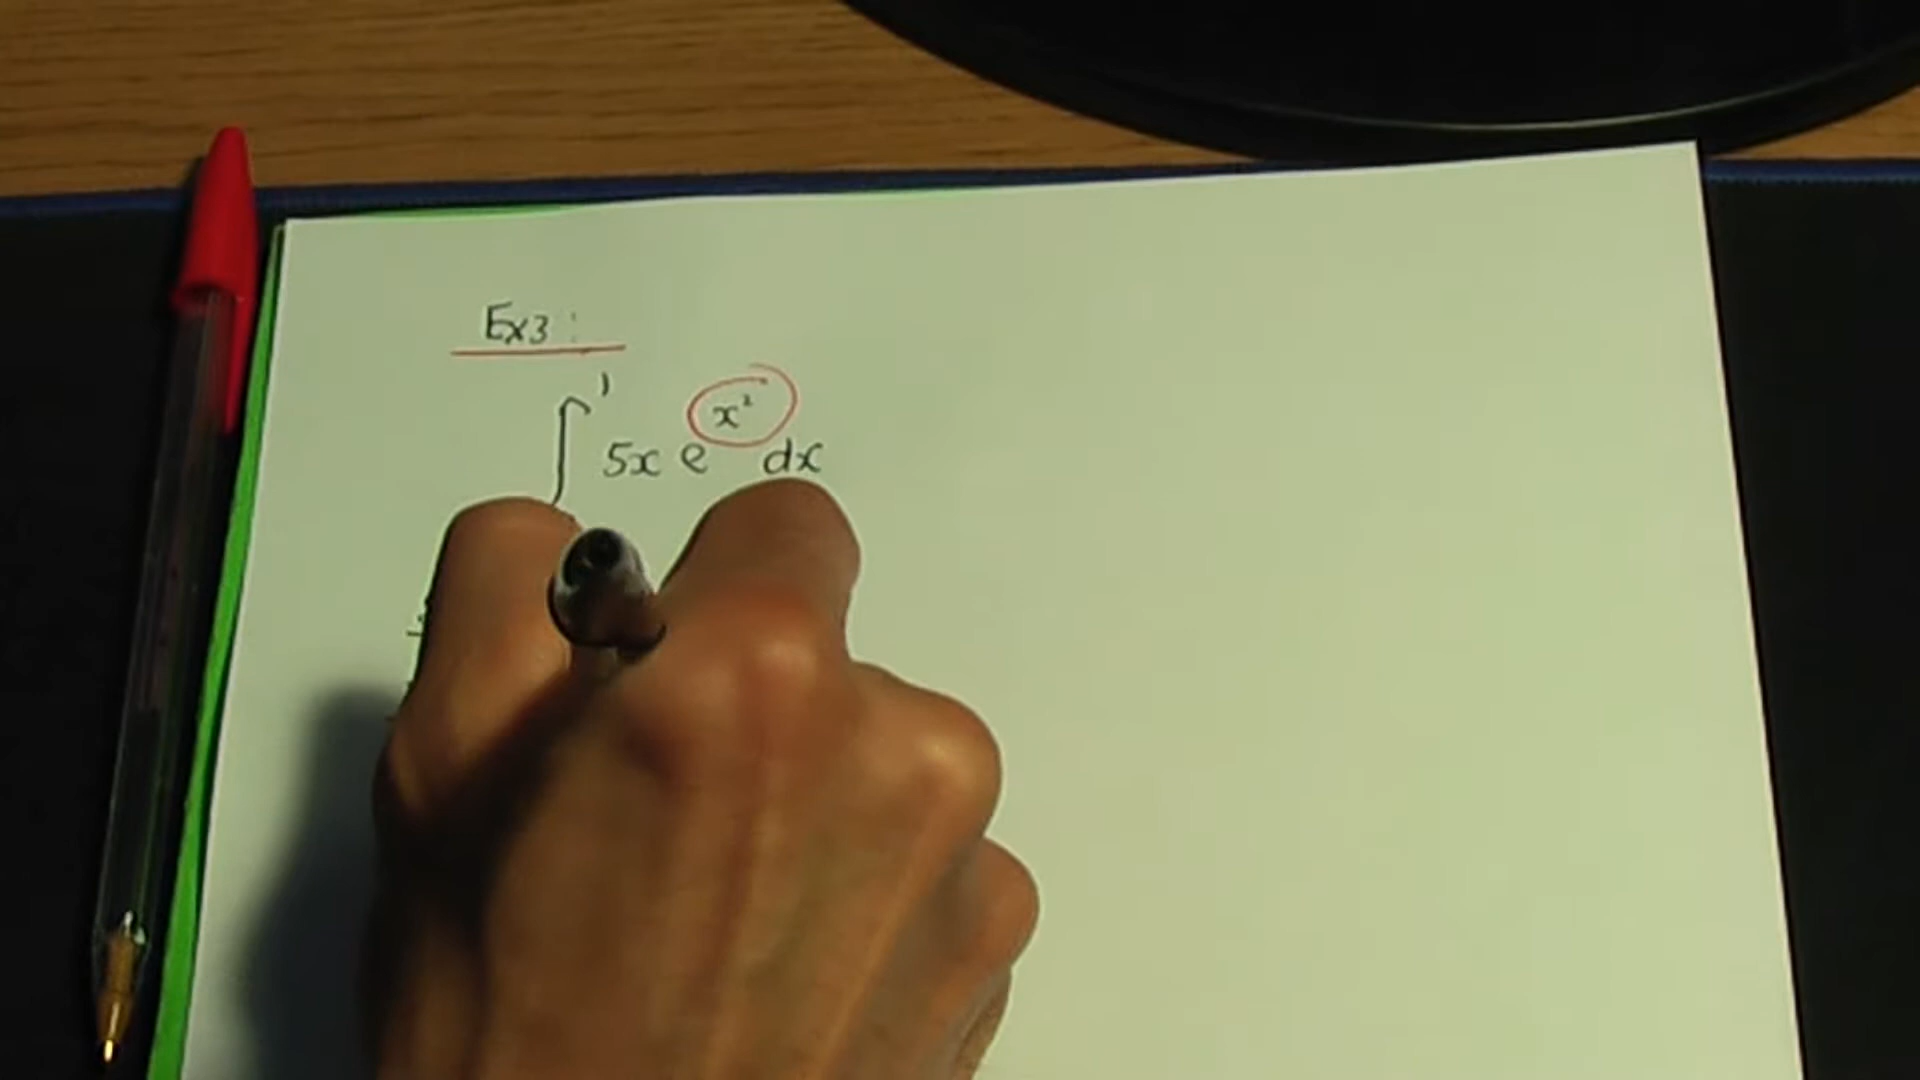 Ex3 :
∫¹ 5x e^x² dx